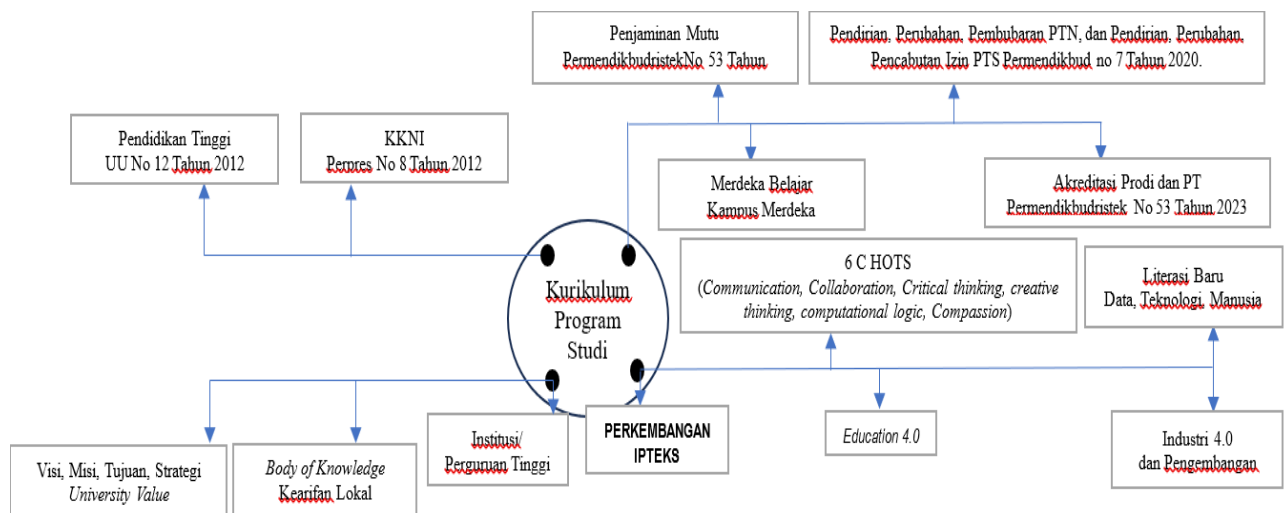 Penjaminan Mutu
PermendikbudristekNo 53 Tahun
Pendirian, Perubahan, Pembubaran PTN, dan Pendirian, Perubahan,
Pencabutan Izin PTS Permendikbud no 7 Tahun 2020.
Pendidikan Tinggi
UU No 12 Tahun 2012
KKNI
Perpres No 8 Tahun 2012
Merdeka Belajar
Kampus Merdeka
Akreditasi Prodi dan PT
Permendikbudristek No 53 Tahun 2023
6 C HOTS
(Communication, Collaboration, Critical thinking, creative
thinking, computational logic, Compassion)
Literasi Baru
Data, Teknologi, Manusia
Kurikulum
Program
Studi
Visi, Misi, Tujuan, Strategi
University Value
Body of Knowledge
Kearifan Lokal
Institusi/
Perguruan Tinggi
PERKEMBANGAN
IPTEKS
Education 4.0
Industri 4.0
dan Pengembangan